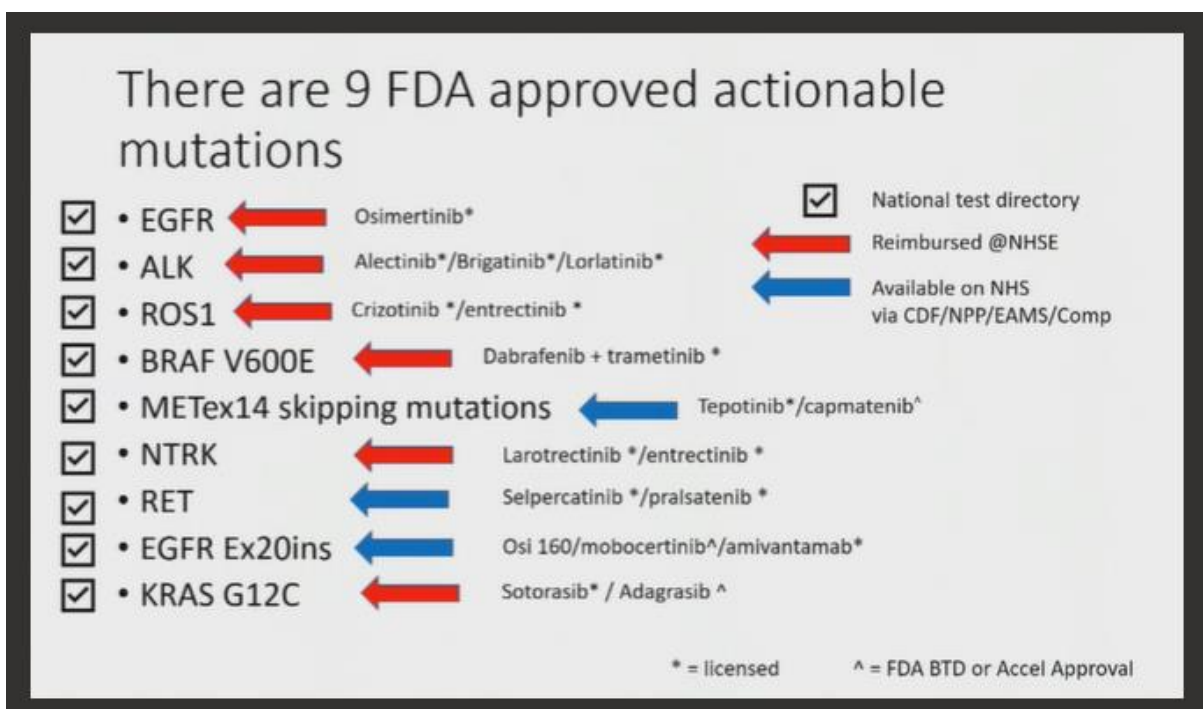 There are 9 FDA approved actionable
mutations
• EGFR Osimertinib*
• ALK Alectinib*/Brigatinib*/Lorlatinib*
• ROS1 Crizotinib */entrectinib *
• BRAF V600E Dabrafenib + trametinib *
• METex14 skipping mutations Tepotinib*/capmatenib^
• NTRK Larotrectinib */entrectinib *
• RET Selpercatinib */pralsatenib *
• EGFR Ex20ins Osi 160/mobocertinib^/amivantamab*
• KRAS G12C Sotorasib* / Adagrasib ^
National test directory
Reimbursed @NHSE
Available on NHS
via CDF/NPP/EAMS/Comp
* = licensed ^ = FDA BTD or Accel Approval